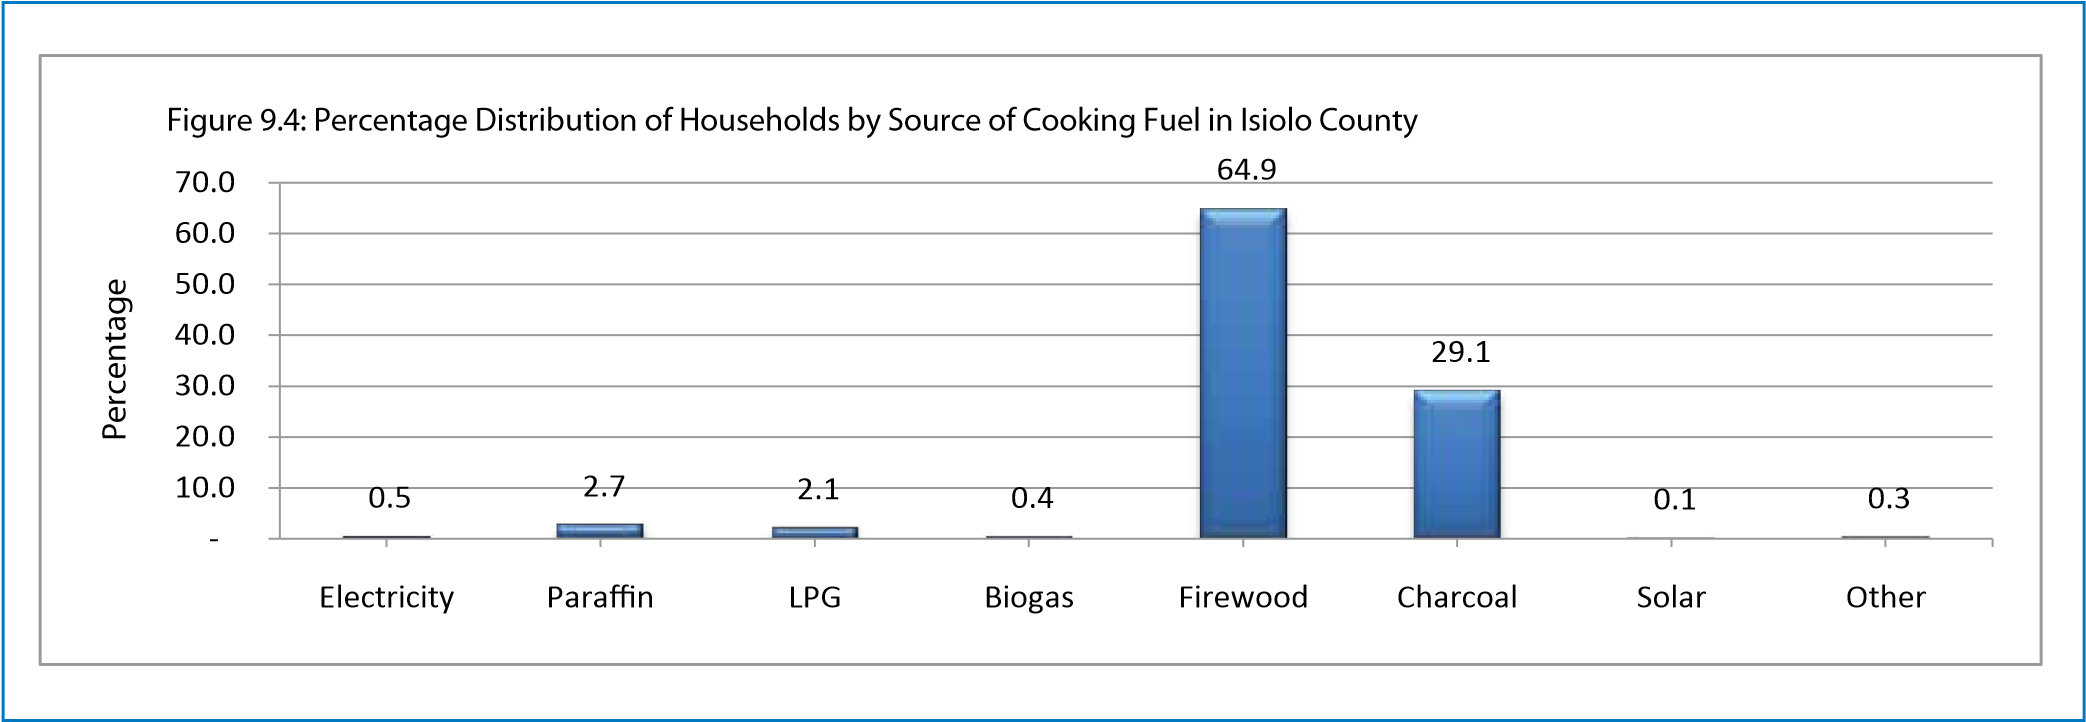 Figure 9.4: Percentage Distribution of Households by Source of Cooking Fuel in Isiolo County
Percentage
70.0
60.0
50.0
40.0
30.0
20.0
10.0
-
0.5
2.7
2.1
0.4
64.9
29.1
0.1
0.3
Electricity
Paraffin
LPG
Biogas
Firewood
Charcoal
Solar
Other